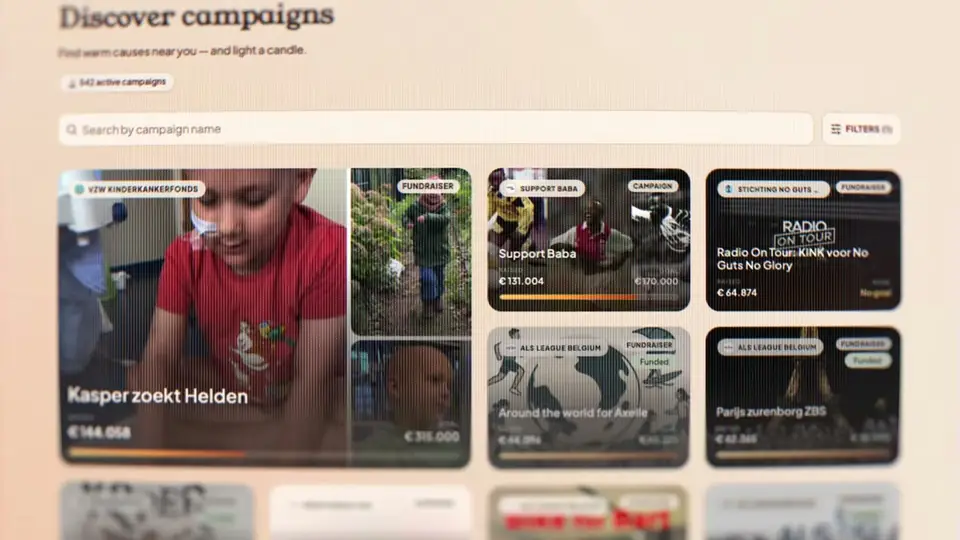 Discover campaigns
Find warm causes near you — and light a candle.
542 active campaigns
Search by campaign name
FILTERS
VZW KINDERKANKERFONDS
FUNDRAISER
Kasper zoekt Helden
€ 144.058
€ 315.000
SUPPORT BABA
CAMPAIGN
Support Baba
€ 131.004
€ 170.000
STICHTING NO GUTS ..
FUNDRAISER
RADIO
ON TOUR
Radio On Tour: KINK voor No
Guts No Glory
€ 64.874
No goal
ALS LEAGUE BELGIUM
FUNDRAISER
Funded
Around the world for Axelle
ALS LEAGUE BELGIUM
FUNDRAISER
Funded
Parijs zurenborg ZBS